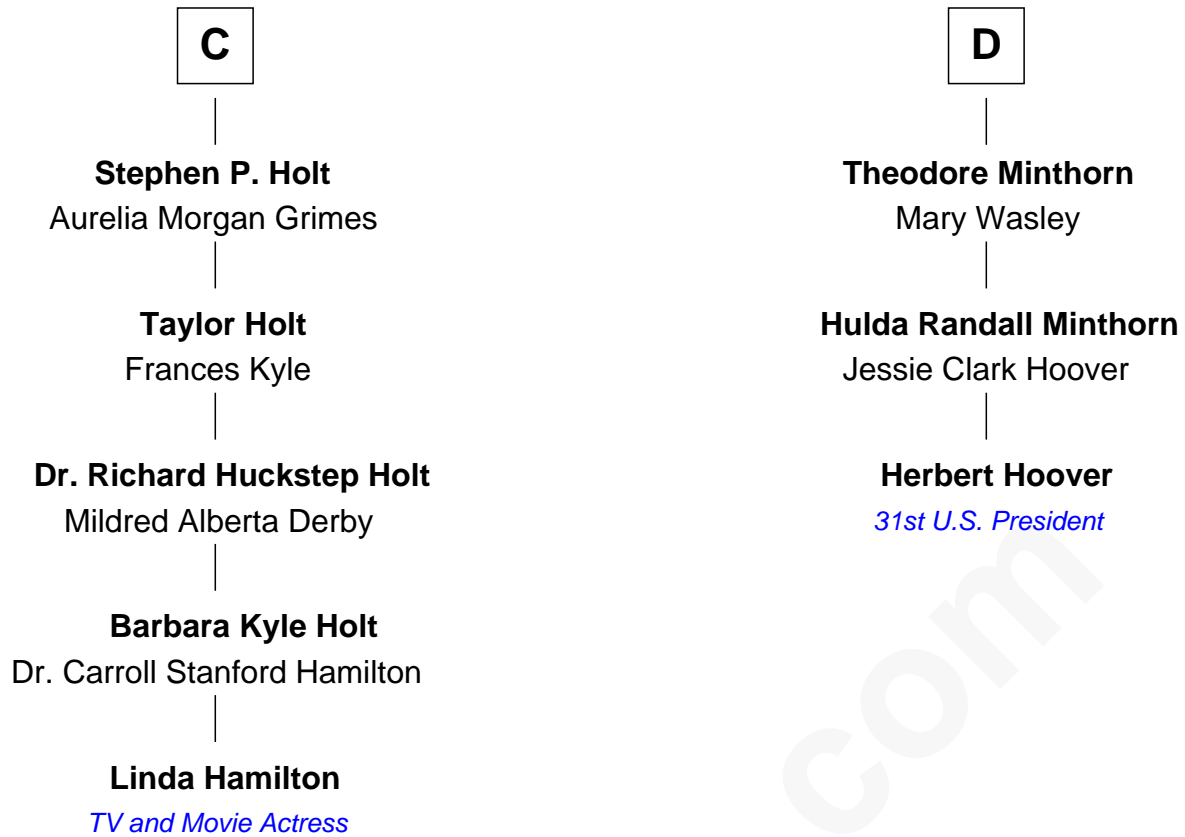 C
Stephen P. Holt
Aurelia Morgan Grimes
Taylor Holt
Frances Kyle
Dr. Richard Huckstep Holt
Mildred Alberta Derby
Barbara Kyle Holt
Dr. Carroll Stanford Hamilton
Linda Hamilton
TV and Movie Actress
D
Theodore Minthorn
Mary Wasley
Hulda Randall Minthorn
Jessie Clark Hoover
Herbert Hoover
31st U.S. President
com